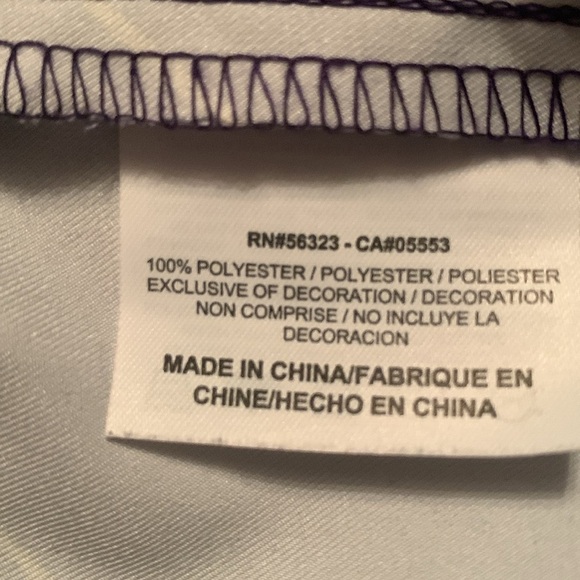 RN#56323 - CA#05553
100% POLYESTER / POLYESTER / POLIESTER
EXCLUSIVE OF DECORATION / DECORATION
NON COMPRISE / NO INCLUYE LA
DECORACION
MADE IN CHINA/FABRIQUE EN
CHINE/HECHO EN CHINA